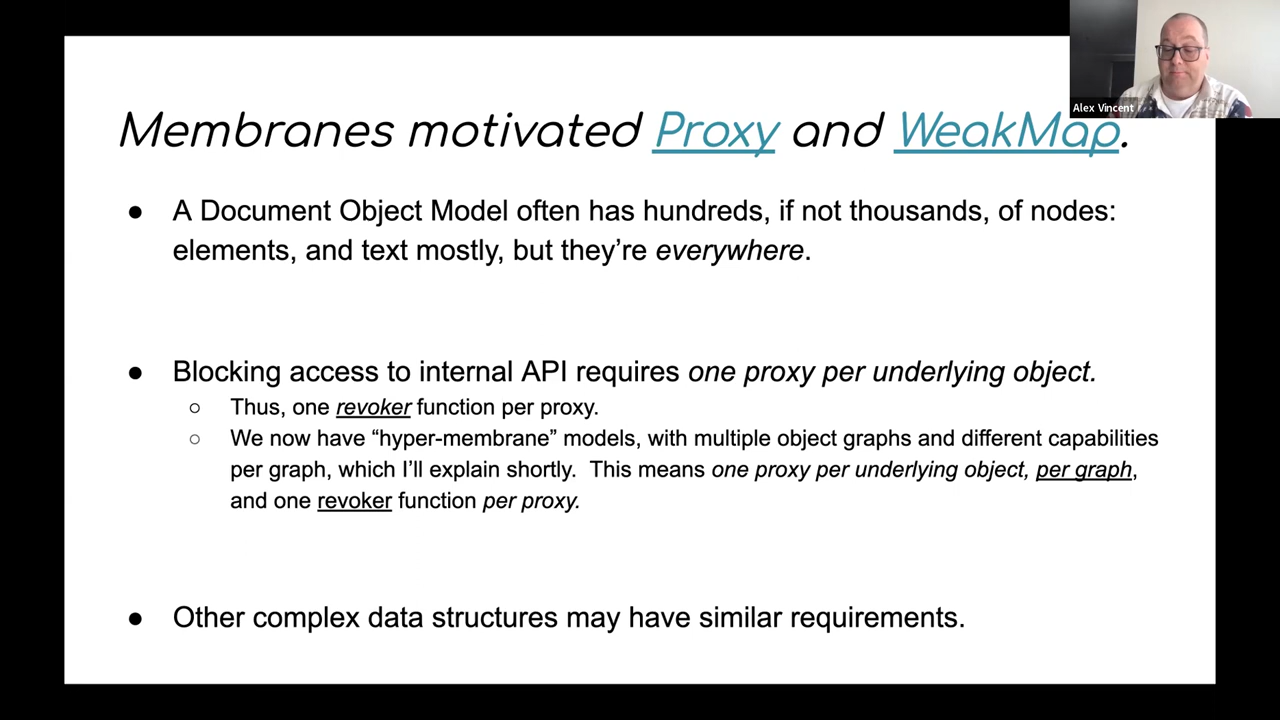 Alex Vincent
Membranes motivated Proxy and WeakMap.
● A Document Object Model often has hundreds, if not thousands, of nodes:
elements, and text mostly, but they’re everywhere.
● Blocking access to internal API requires one proxy per underlying object.
○ Thus, one revoker function per proxy.
○ We now have “hyper-membrane” models, with multiple object graphs and different capabilities
per graph, which I’ll explain shortly.  This means one proxy per underlying object, per graph,
and one revoker function per proxy.
● Other complex data structures may have similar requirements.